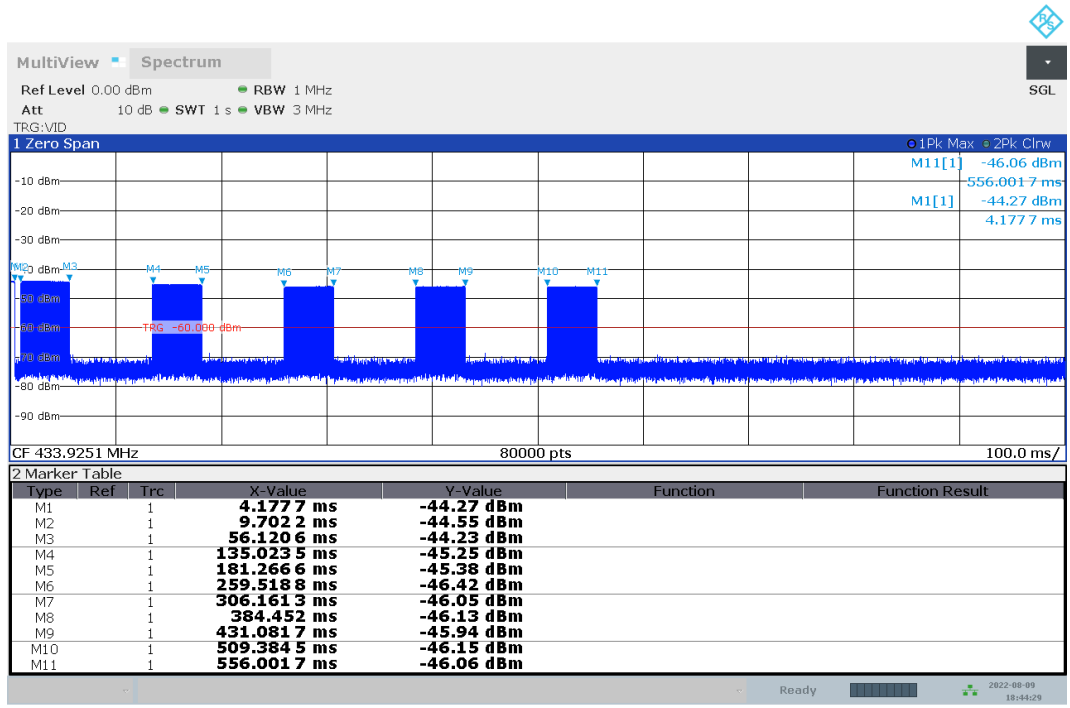 R&S
MultiView Spectrum
Ref Level 0.00 dBm RBW 1 MHz SGL
Att 10 dB SWT 1 s VBW 3 MHz
TRG:VID
1 Zero Span 1Pk Max 2Pk Clrw
M11[1] -46.06 dBm
556.0017 ms
-10 dBm
M1[1] -44.27 dBm
4.1777 ms
-20 dBm
-30 dBm
M2 M3 M4 M5 M6 M7 M8 M9 M10 M11
-50 dBm
TRG -60.000 dBm
-60 dBm
-70 dBm
-80 dBm
-90 dBm
CF 433.9251 MHz 80000 pts 100.0 ms/
2 Marker Table
Type Ref Trc X-Value Y-Value Function Function Result
M1 1 4.1777 ms -44.27 dBm
M2 1 9.7022 ms -44.55 dBm
M3 1 56.1206 ms -44.23 dBm
M4 1 135.0235 ms -45.25 dBm
M5 1 181.2666 ms -45.38 dBm
M6 1 259.5188 ms -46.42 dBm
M7 1 306.1613 ms -46.05 dBm
M8 1 384.452 ms -46.13 dBm
M9 1 431.0817 ms -45.94 dBm
M10 1 509.3845 ms -46.15 dBm
M11 1 556.0017 ms -46.06 dBm
Ready 2022-08-09
18:44:29